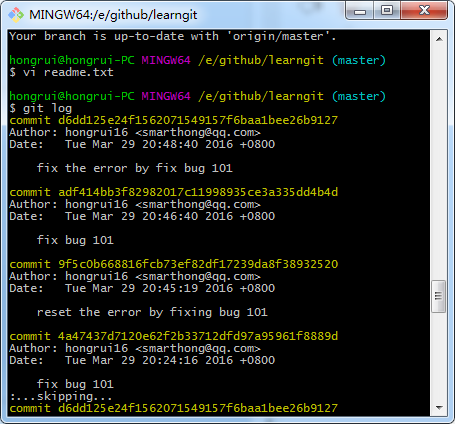 MINGW64:/e/github/learngit
Your branch is up-to-date with 'origin/master'.
hongrui@hongrui-PC MINGW64 /e/github/learngit (master)
$ vi readme.txt
hongrui@hongrui-PC MINGW64 /e/github/learngit (master)
$ git log
commit d6dd125e24f1562071549157f6baa1bee26b9127
Author: hongrui16 <smarthong@qq.com>
Date:   Tue Mar 29 20:48:40 2016 +0800
    fix the error by fix bug 101
commit adf414bb3f82982017c11998935ce3a335dd4b4d
Author: hongrui16 <smarthong@qq.com>
Date:   Tue Mar 29 20:46:40 2016 +0800
    fix bug 101
commit 9f5c0b668816fcb73ef82df17239da8f38932520
Author: hongrui16 <smarthong@qq.com>
Date:   Tue Mar 29 20:45:19 2016 +0800
    reset the error by fixing bug 101
commit 4a47437d7120e62f2b33712dfd97a95961f8889d
Author: hongrui16 <smarthong@qq.com>
Date:   Tue Mar 29 20:24:16 2016 +0800
    fix bug 101
:...skipping...
commit d6dd125e24f1562071549157f6baa1bee26b9127